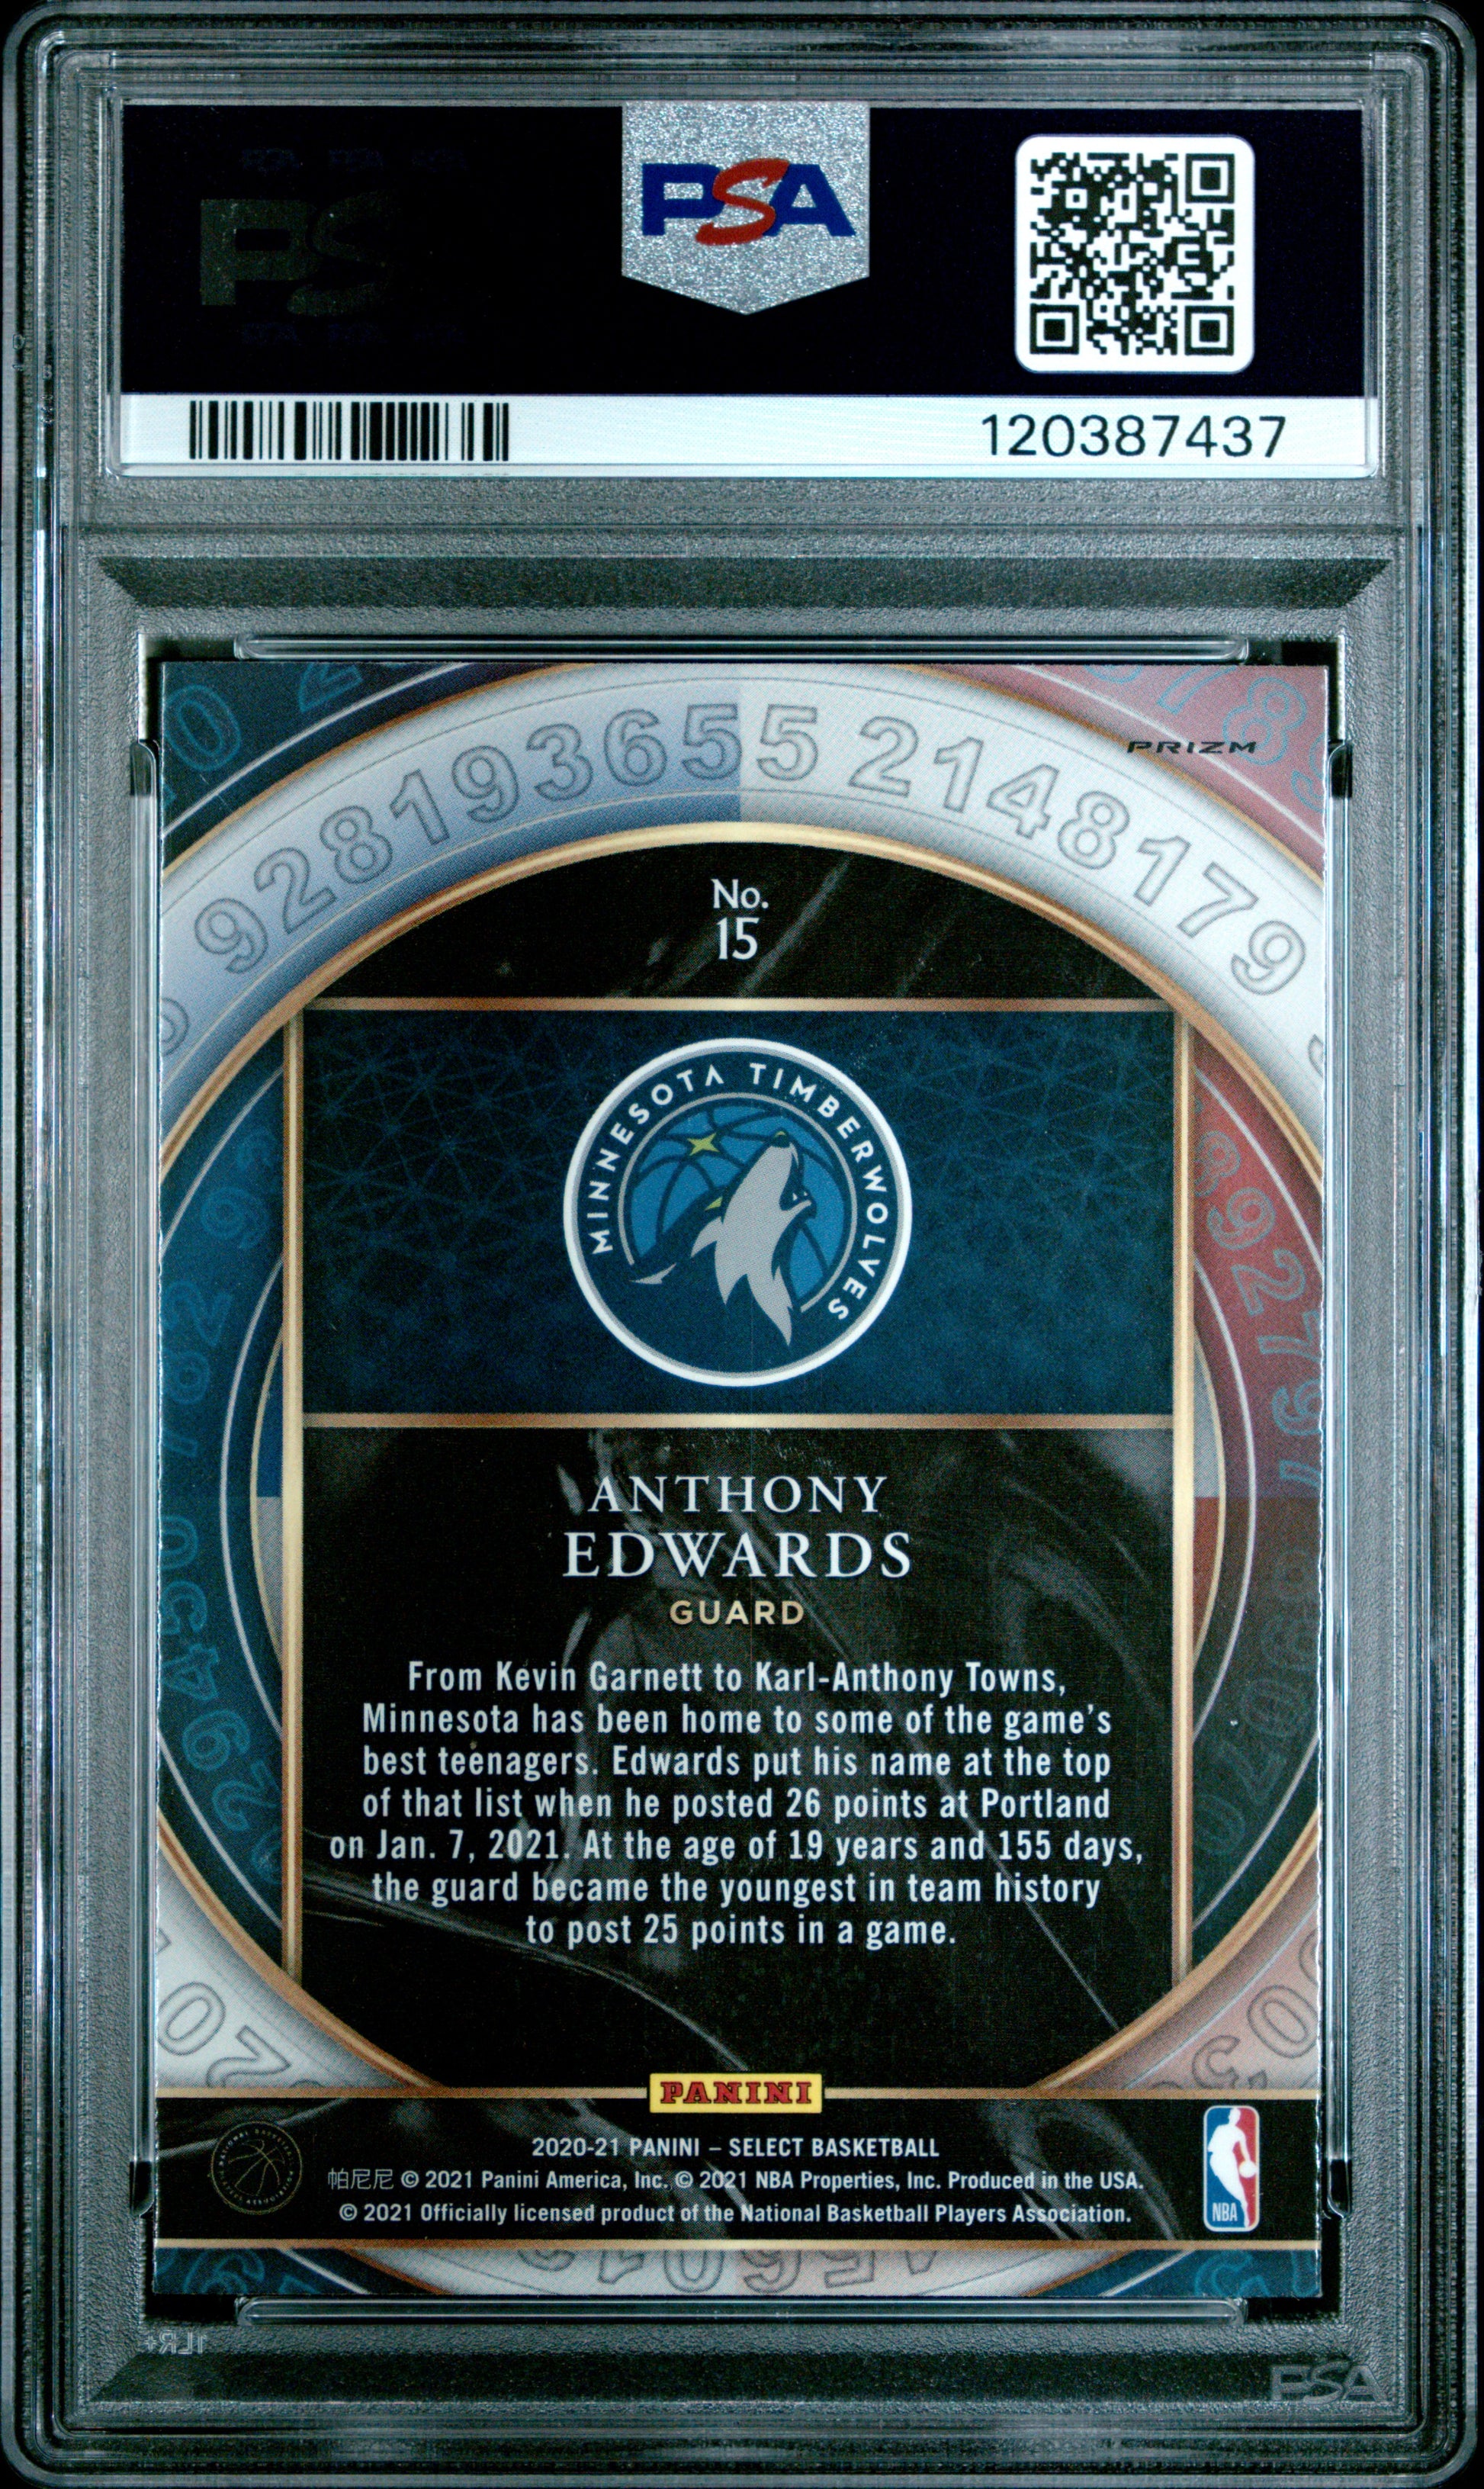 PSA
120387437
PRIZM
928193655 2148179
No.
15
MINNESOTA TIMBERWOLVES
ANTHONY
EDWARDS
GUARD
From Kevin Garnett to Karl-Anthony Towns,
Minnesota has been home to some of the game's
best teenagers. Edwards put his name at the top
of that list when he posted 26 points at Portland
on Jan. 7, 2021. At the age of 19 years and 155 days,
the guard became the youngest in team history
to post 25 points in a game.
PANINI
2020-21 PANINI – SELECT BASKETBALL
帕尼尼 © 2021 Panini America, Inc. © 2021 NBA Properties, Inc. Produced in the USA.
© 2021 Officially licensed product of the National Basketball Players Association.
NBA
PSA